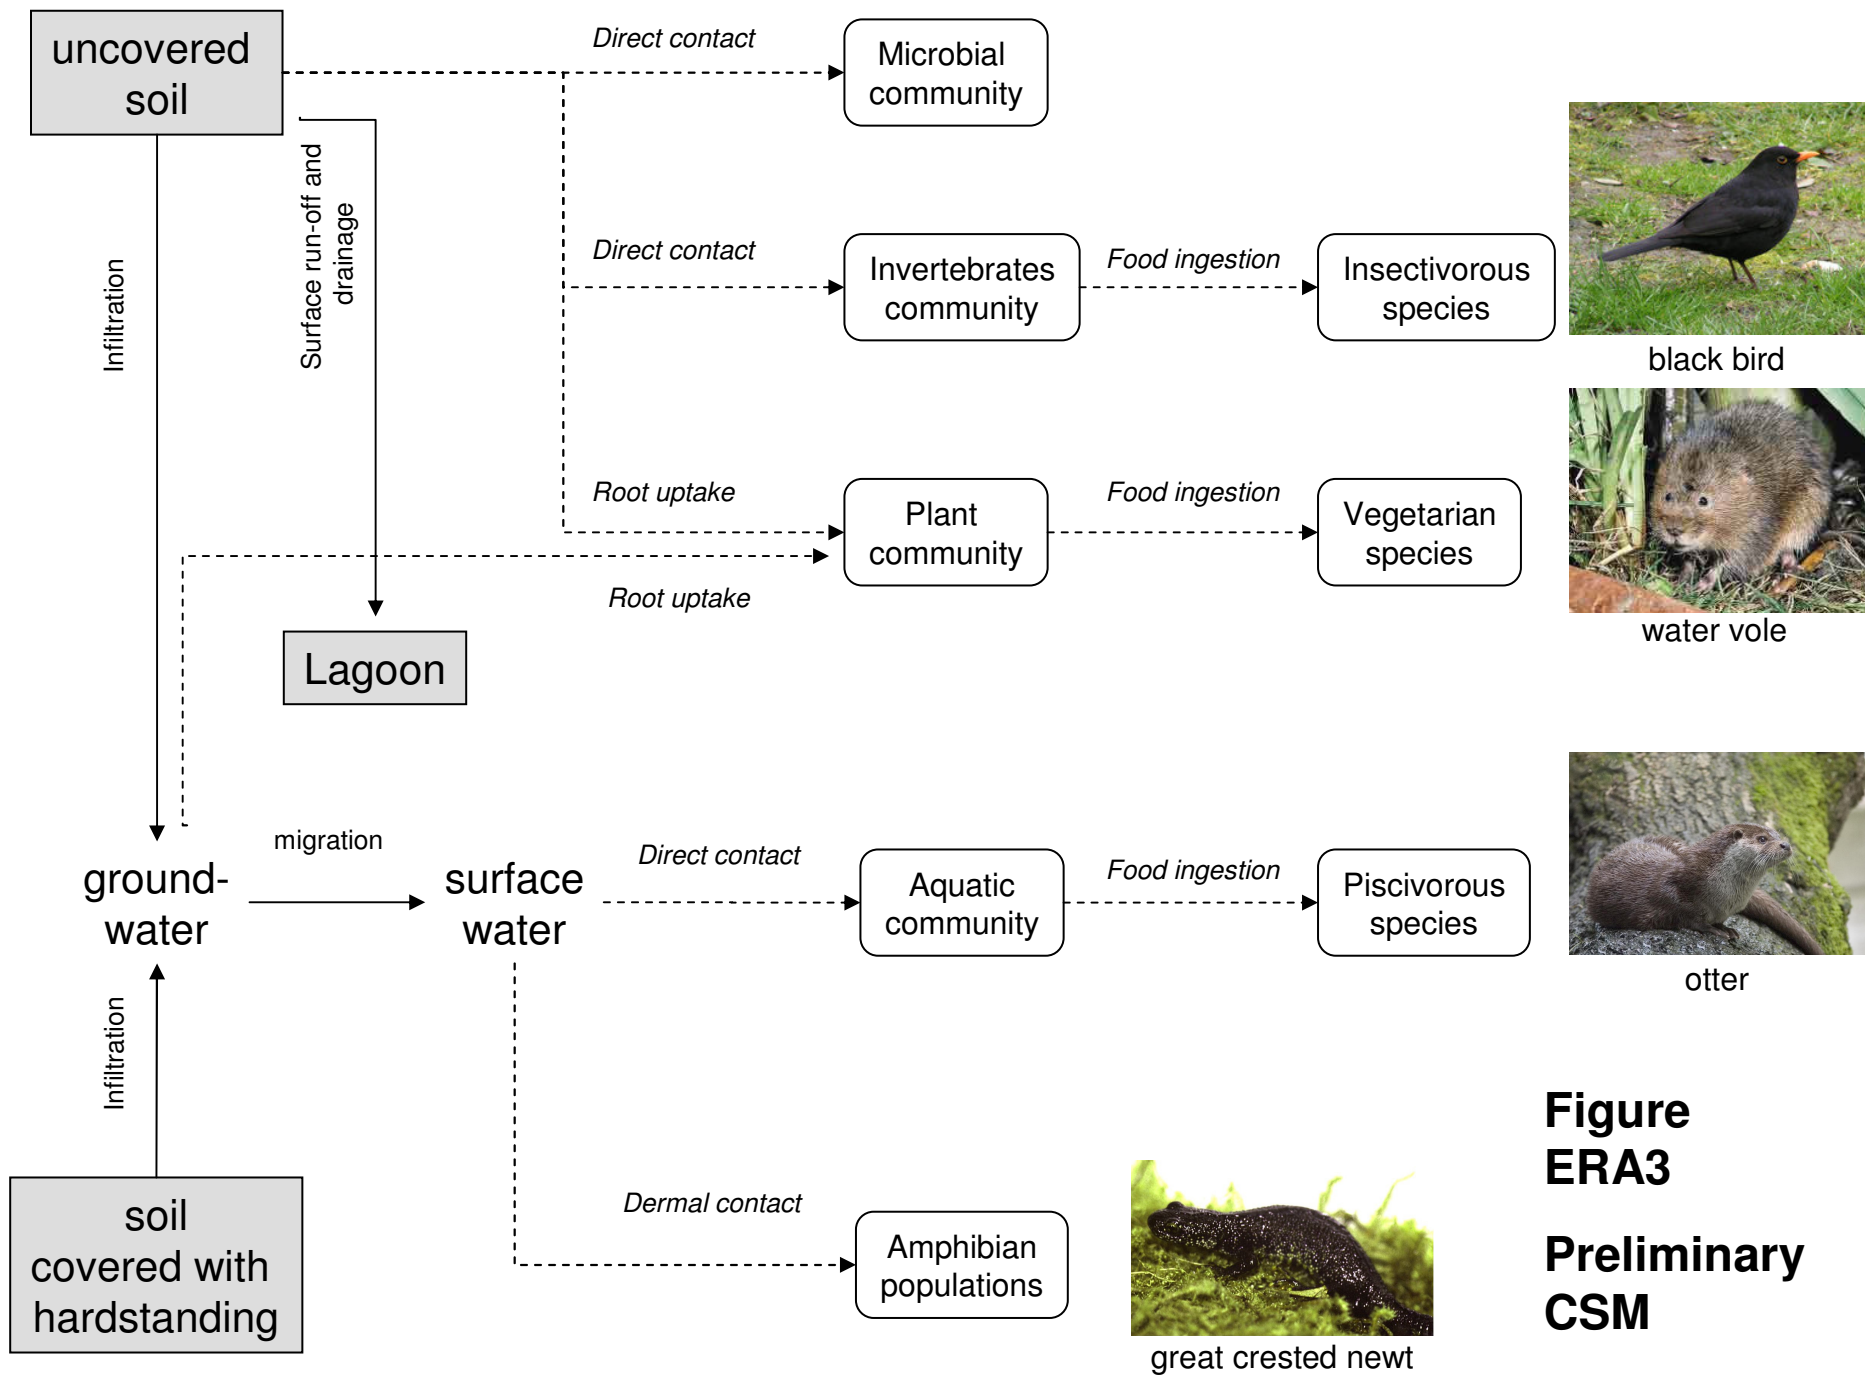 uncovered
soil
Direct contact
Microbial
community
Surface run-off and
drainage
Infiltration
Direct contact
Invertebrates
community
Food ingestion
Insectivorous
species
black bird
Root uptake
Plant
community
Food ingestion
Vegetarian
species
Root uptake
water vole
Lagoon
migration
ground-
water
surface
water
Direct contact
Aquatic
community
Food ingestion
Piscivorous
species
otter
Infiltration
soil
covered with
hardstanding
Dermal contact
Amphibian
populations
great crested newt
Figure
ERA3
Preliminary
CSM